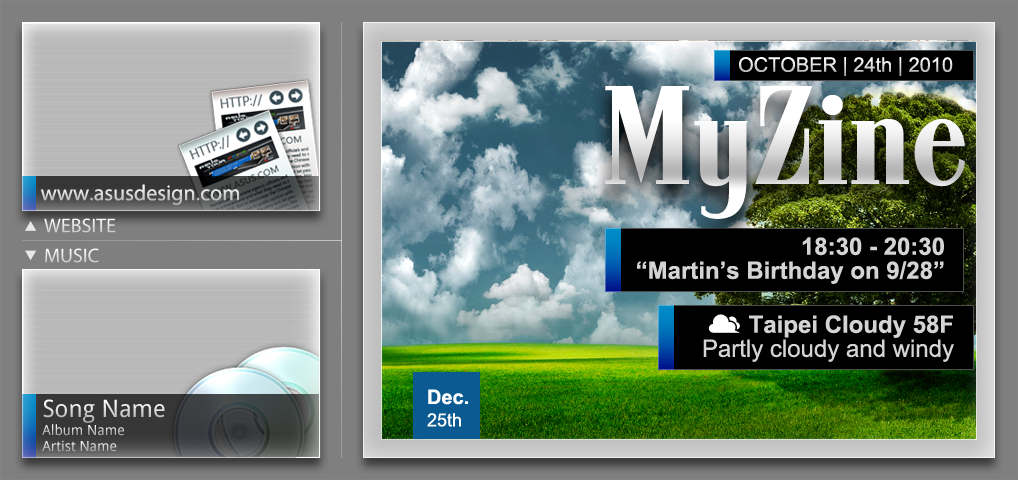 HTTP://
HTTP://
www.asusdesign.com
▲ WEBSITE
▼ MUSIC
Song Name
Album Name
Artist Name
OCTOBER | 24th | 2010
MyZine
18:30 - 20:30
“Martin’s Birthday on 9/28”
Taipei Cloudy 58F
Partly cloudy and windy
Dec.
25th